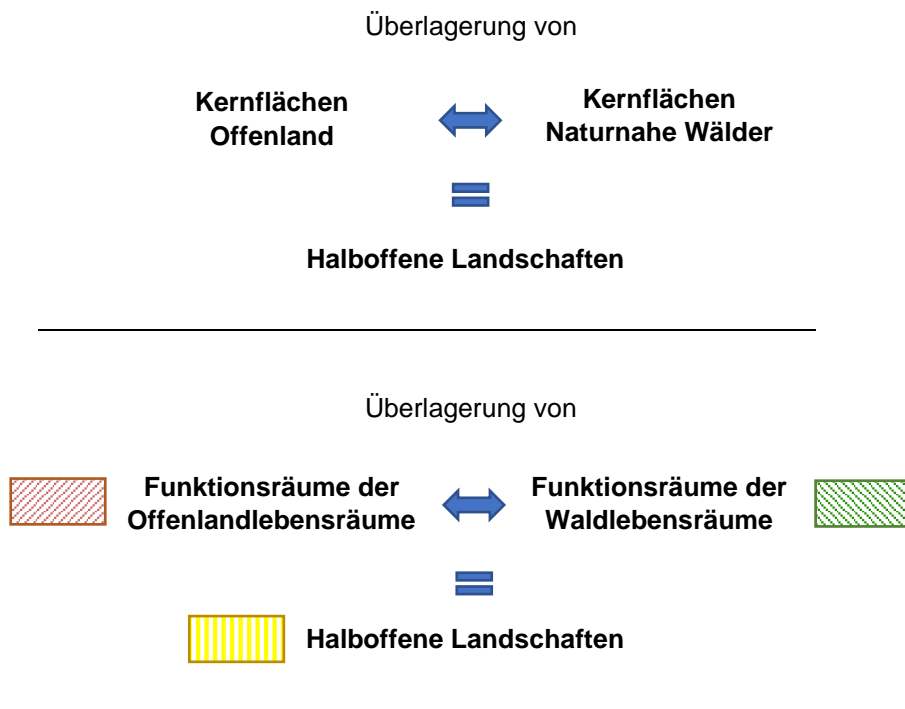 Überlagerung von
Kernflächen
Offenland
Kernflächen
Naturnahe Wälder
Halboffene Landschaften
Überlagerung von
Funktionsräume der
Offenlandlebensräume
Funktionsräume der
Waldlebensräume
Halboffene Landschaften